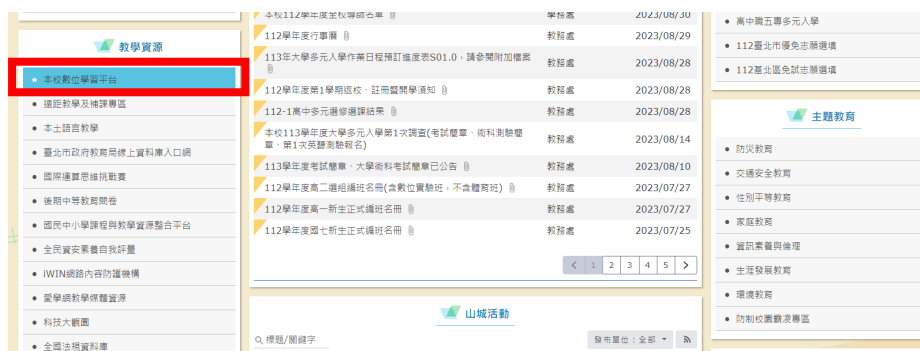 教學資源
本校數位學習平台
遠距教學及補課專區
本土語言教學
臺北市政府教育局線上資料庫入口網
國際運算思維挑戰賽
後期中等教育問卷
國民中小學課程與教學資源整合平台
全民資安素養自我評量
iWIN網路內容防護機構
愛學網教學媒體資源
科技大觀園
全國法規資料庫
本校112學年度全校導師名單 學務處 2023/08/30
112學年度行事曆 教務處 2023/08/29
113年大學多元入學作業日程預訂進度表S01.0，請參閱附加檔案 教務處 2023/08/28
112學年度第1學期返校、註冊暨開學須知 教務處 2023/08/28
112-1高中多元選修選課結果 教務處 2023/08/28
本校113學年度大學多元入學第1次調查(考試簡章、術科測驗簡
章、第1次英聽測驗報名) 教務處 2023/08/14
113學年度考試簡章、大學術科考試簡章已公告 教務處 2023/08/10
112學年度高二選組編班名冊(含數位實驗班，不含體育班) 教務處 2023/07/27
112學年度高一新生正式編班名冊 教務處 2023/07/27
112學年度國七新生正式編班名冊 教務處 2023/07/25
1 2 3 4 5
山城活動
標題/關鍵字 發布單位：全部
高中職五專多元入學
112臺北市優免志願選填
112基北區免試志願選填
主題教育
防災教育
交通安全教育
性別平等教育
家庭教育
資訊素養與倫理
生涯發展教育
環境教育
防制校園霸凌專區